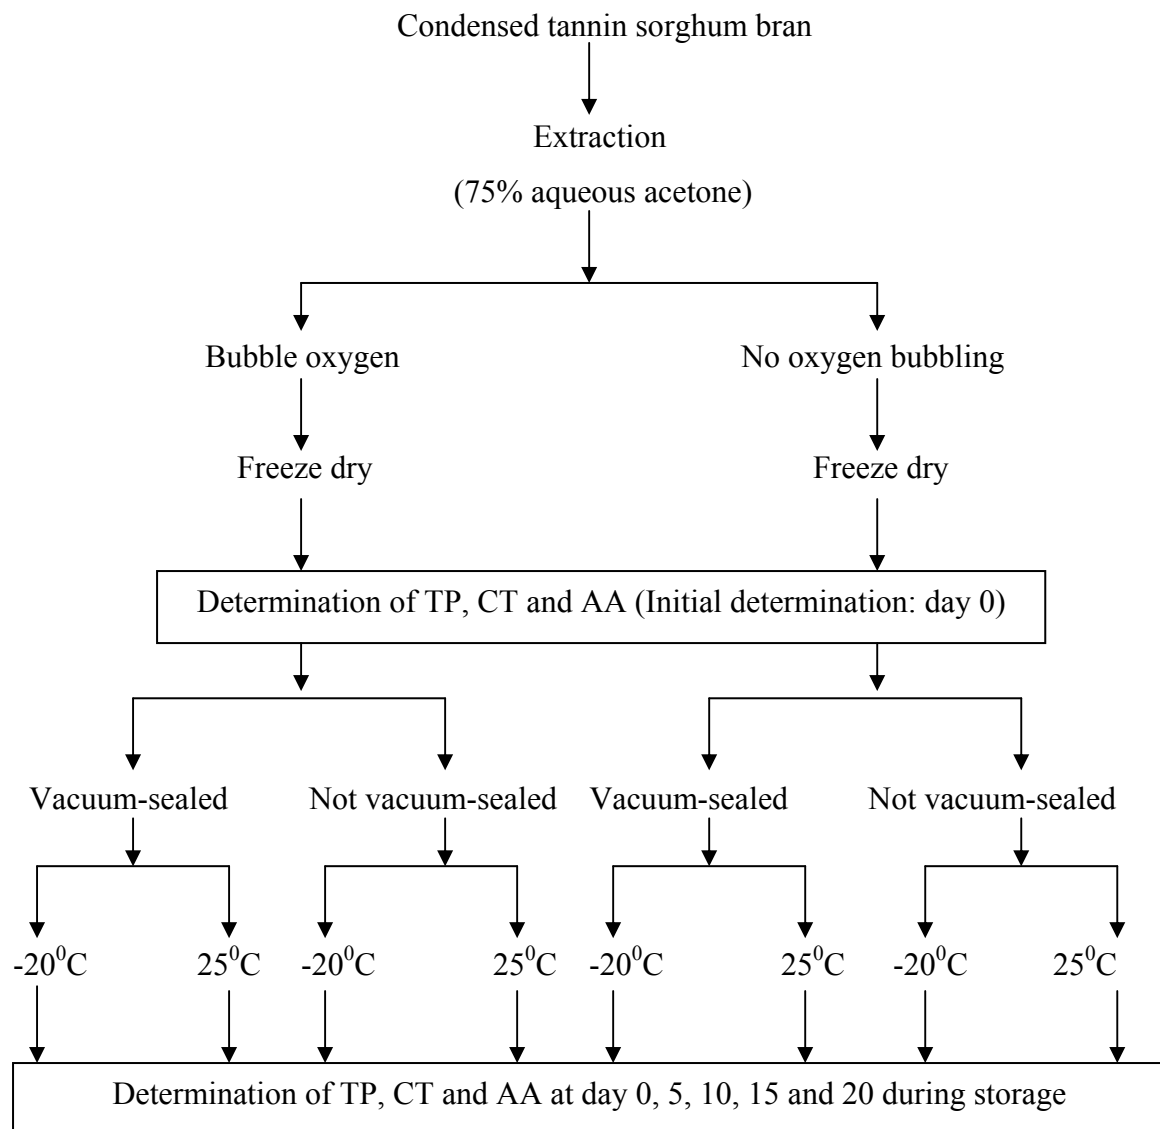 Condensed tannin sorghum bran
Extraction
(75% aqueous acetone)
Bubble oxygen
No oxygen bubbling
Freeze dry
Freeze dry
Determination of TP, CT and AA (Initial determination: day 0)
Vacuum-sealed
Not vacuum-sealed
Vacuum-sealed
Not vacuum-sealed
-20⁰C
25⁰C
-20⁰C
25⁰C
-20⁰C
25⁰C
-20⁰C
25⁰C
Determination of TP, CT and AA at day 0, 5, 10, 15 and 20 during storage